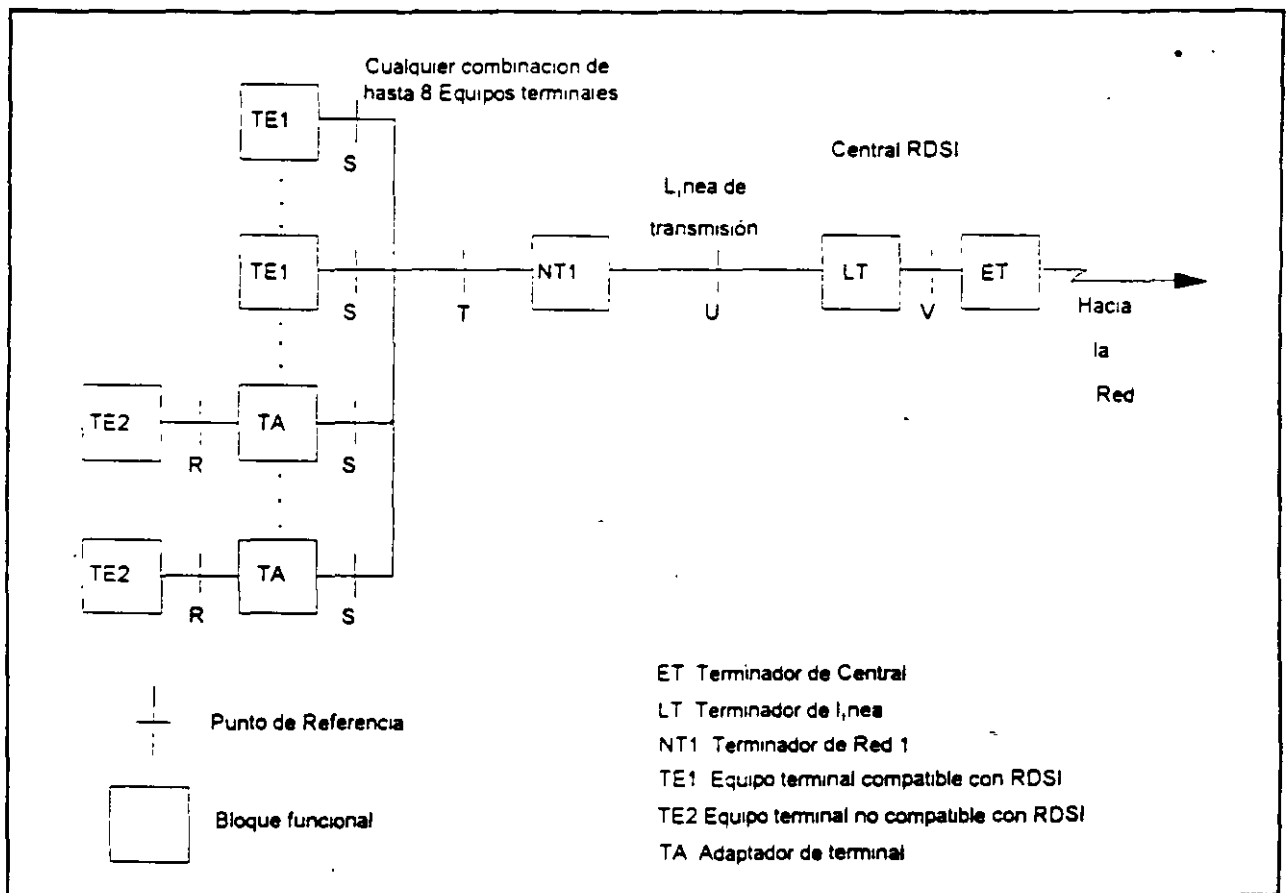 Cualquier combinacion de
hasta 8 Equipos terminales
TE1
S
Central RDSI
L,nea de
transmisión
TE1
S
T
NT1
U
LT
V
ET
Hacia
la
Red
TE2
R
TA
S
TE2
R
TA
S
Punto de Referencia
Bloque funcional
ET Terminador de Central
LT Terminador de l,nea
NT1 Terminador de Red 1
TE1 Equipo terminal compatible con RDSI
TE2 Equipo terminal no compatible con RDSI
TA Adaptador de terminal